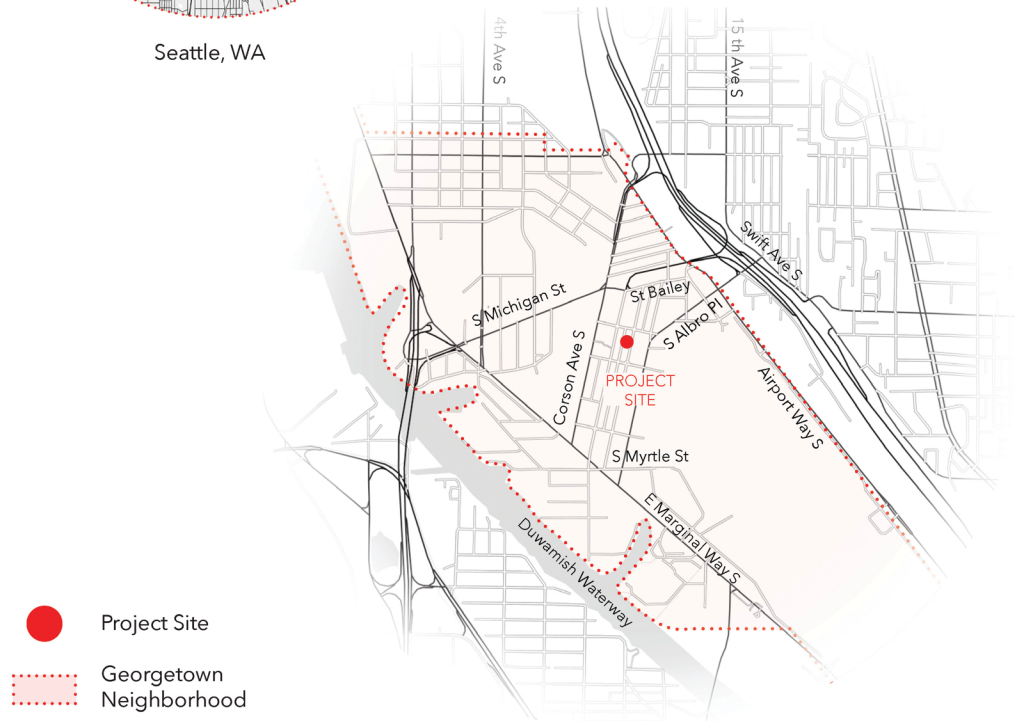 Seattle, WA
4th Ave S
15 th Ave S
Swift Ave S
St Bailey
S Michigan St
S Albro Pl
Corson Ave S
PROJECT
SITE
Airport Way S
S Myrtle St
E Marginal Way S
Duwamish Waterway
Project Site
Georgetown
Neighborhood